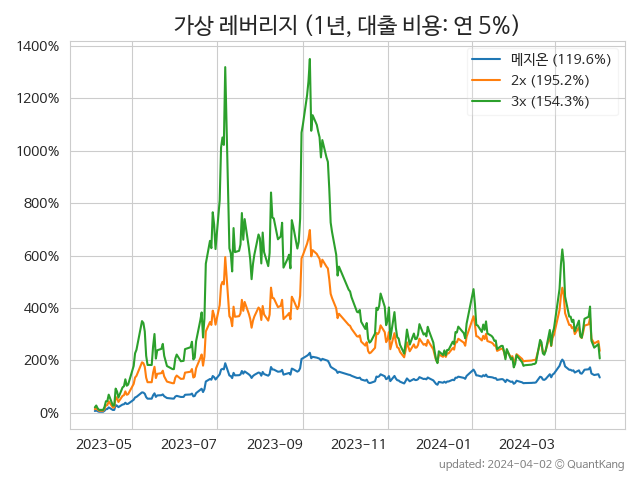 가상 레버리지 (1년, 대출 비용: 연 5%)
1400%
1200%
1000%
800%
600%
400%
200%
0%
메지온 (119.6%)
2x (195.2%)
3x (154.3%)
2023-05 2023-07 2023-09 2023-11 2024-01 2024-03
updated: 2024-04-02 © QuantKang